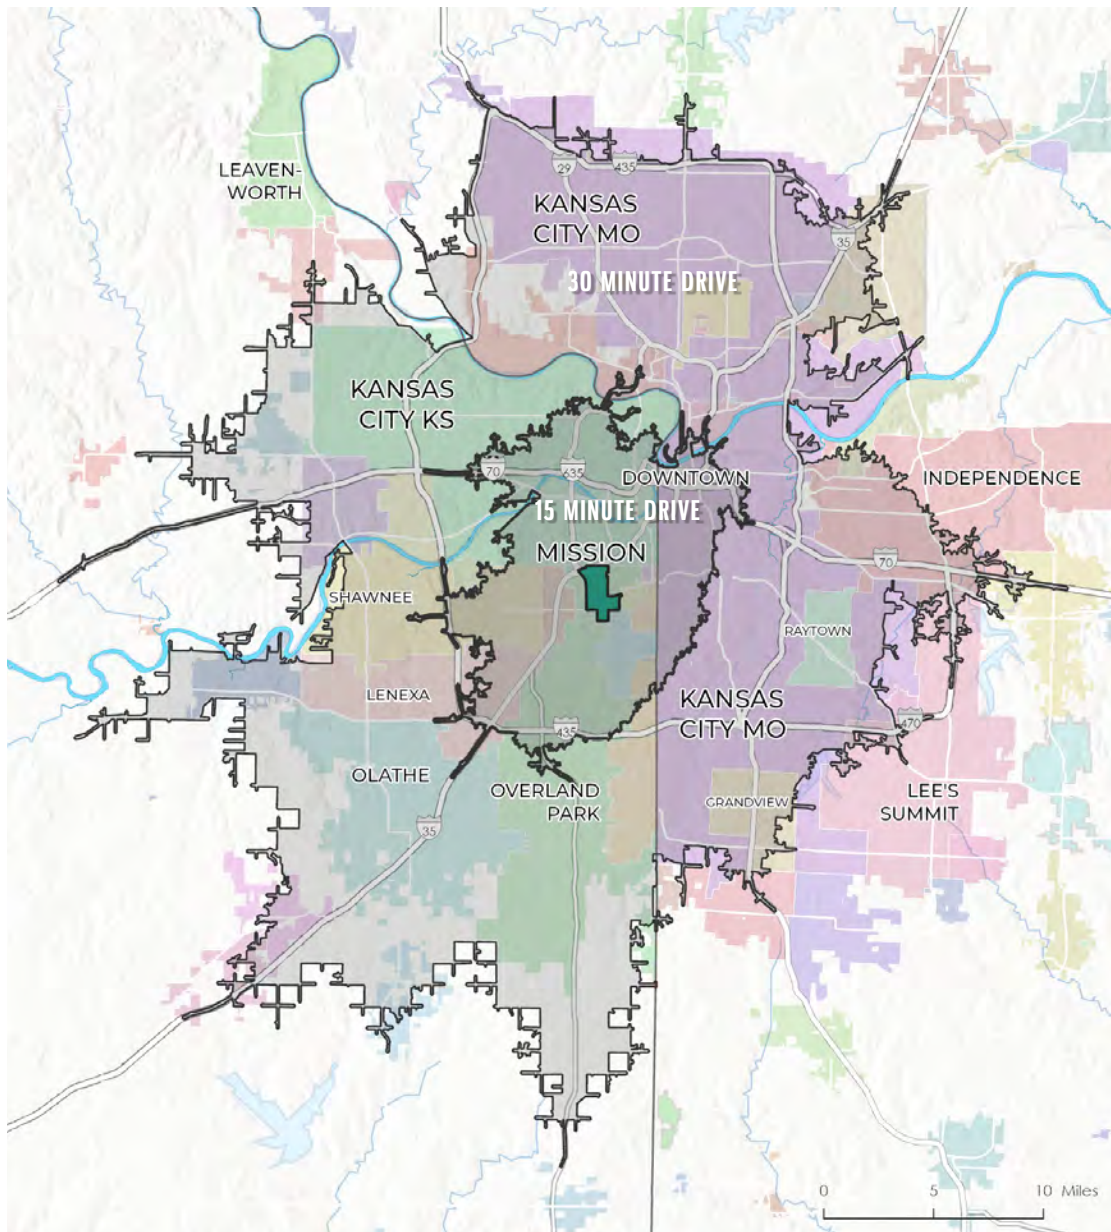 29
435
LEAVEN-
WORTH
KANSAS
CITY MO
35
30 MINUTE DRIVE
KANSAS
CITY KS
70
635
DOWNTOWN
INDEPENDENCE
15 MINUTE DRIVE
MISSION
70
SHAWNEE
RAYTOWN
LENEXA
KANSAS
CITY MO
470
435
OLATHE
OVERLAND
PARK
GRANDVIEW
LEE'S
SUMMIT
35
0 5 10 Miles